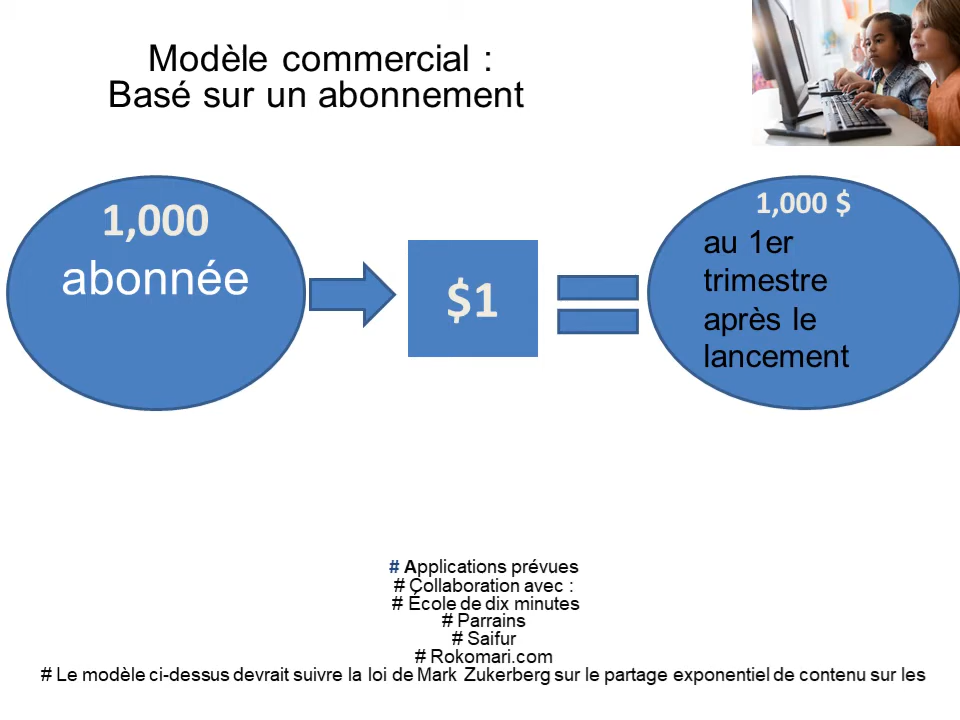 Modèle commercial :
Basé sur un abonnement
1,000
abonnée
$1
1,000 $
au 1er
trimestre
après le
lancement
# Applications prévues
# Collaboration avec :
# École de dix minutes
# Parrains
# Saifur
# Rokomari.com
# Le modèle ci-dessus devrait suivre la loi de Mark Zukerberg sur le partage exponentiel de contenu sur les